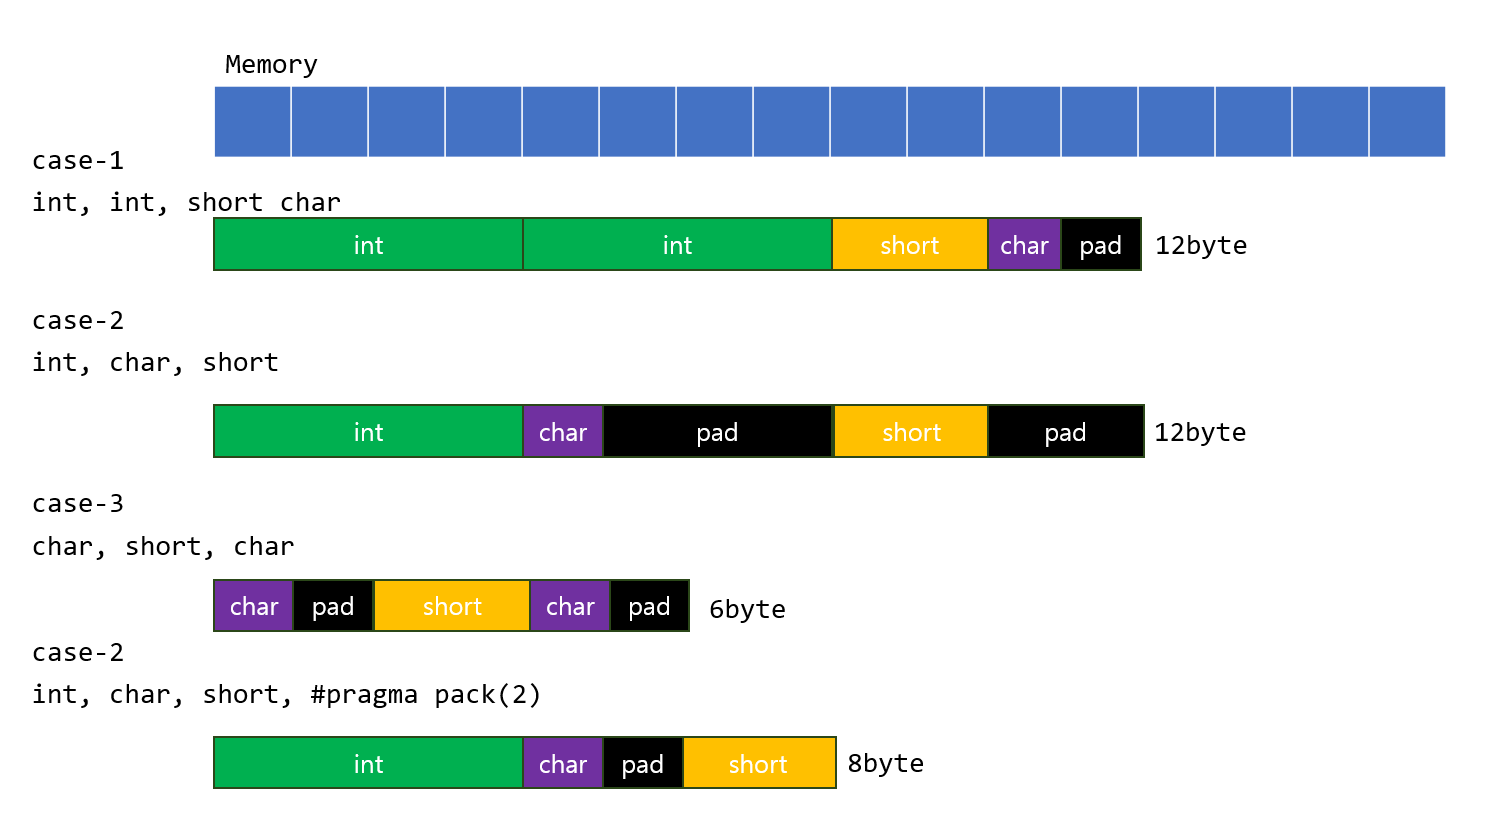 Memory
case-1
int, int, short char
int int short char pad 12byte
case-2
int, char, short
int char pad short pad 12byte
case-3
char, short, char
char pad short char pad 6byte
case-2
int, char, short, #pragma pack(2)
int char pad short 8byte